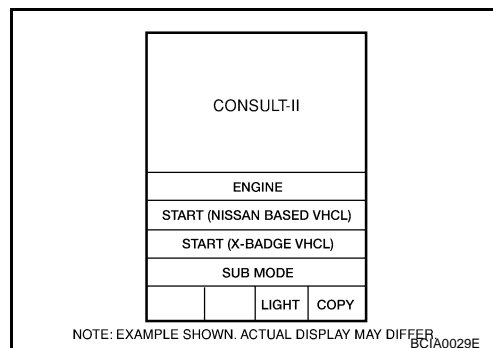 CONSULT-II
ENGINE
START (NISSAN BASED VHCL)
START (X-BADGE VHCL)
SUB MODE
LIGHT COPY
NOTE: EXAMPLE SHOWN. ACTUAL DISPLAY MAY DIFFER.
BCIA0029E